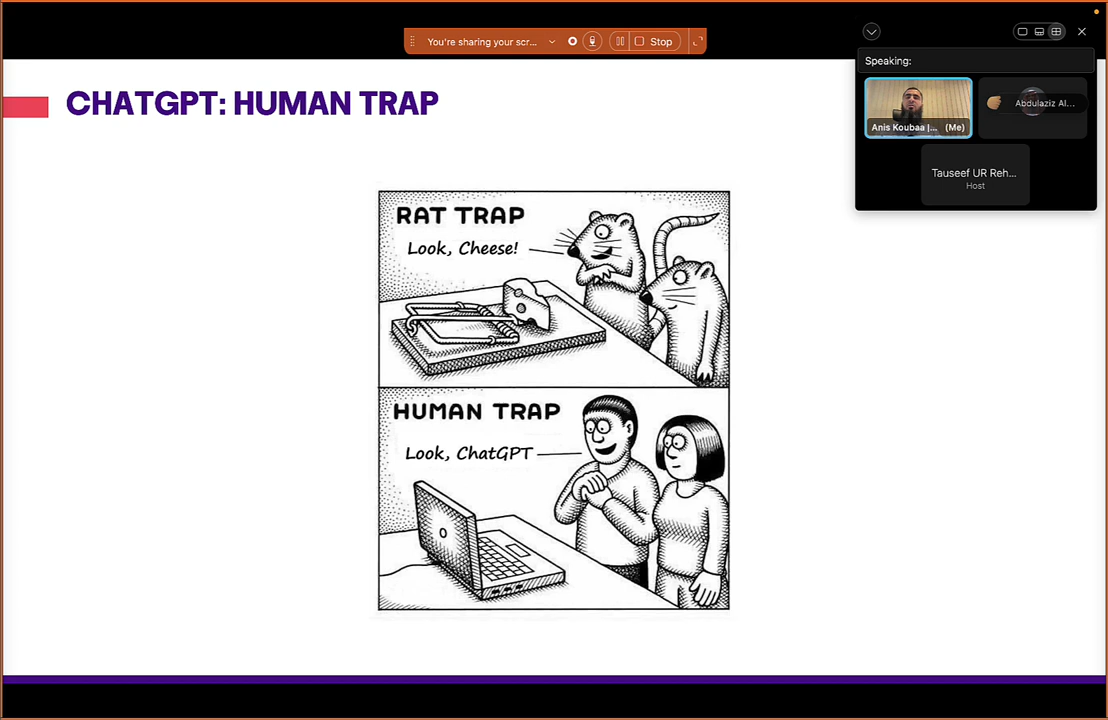 You're sharing your scr...
Stop
Speaking:
Anis Koubaa |... (Me)
Abdulaziz Al...
Tauseef UR Reh...
Host
CHATGPT: HUMAN TRAP
RAT TRAP
Look, Cheese!
HUMAN TRAP
Look, ChatGPT